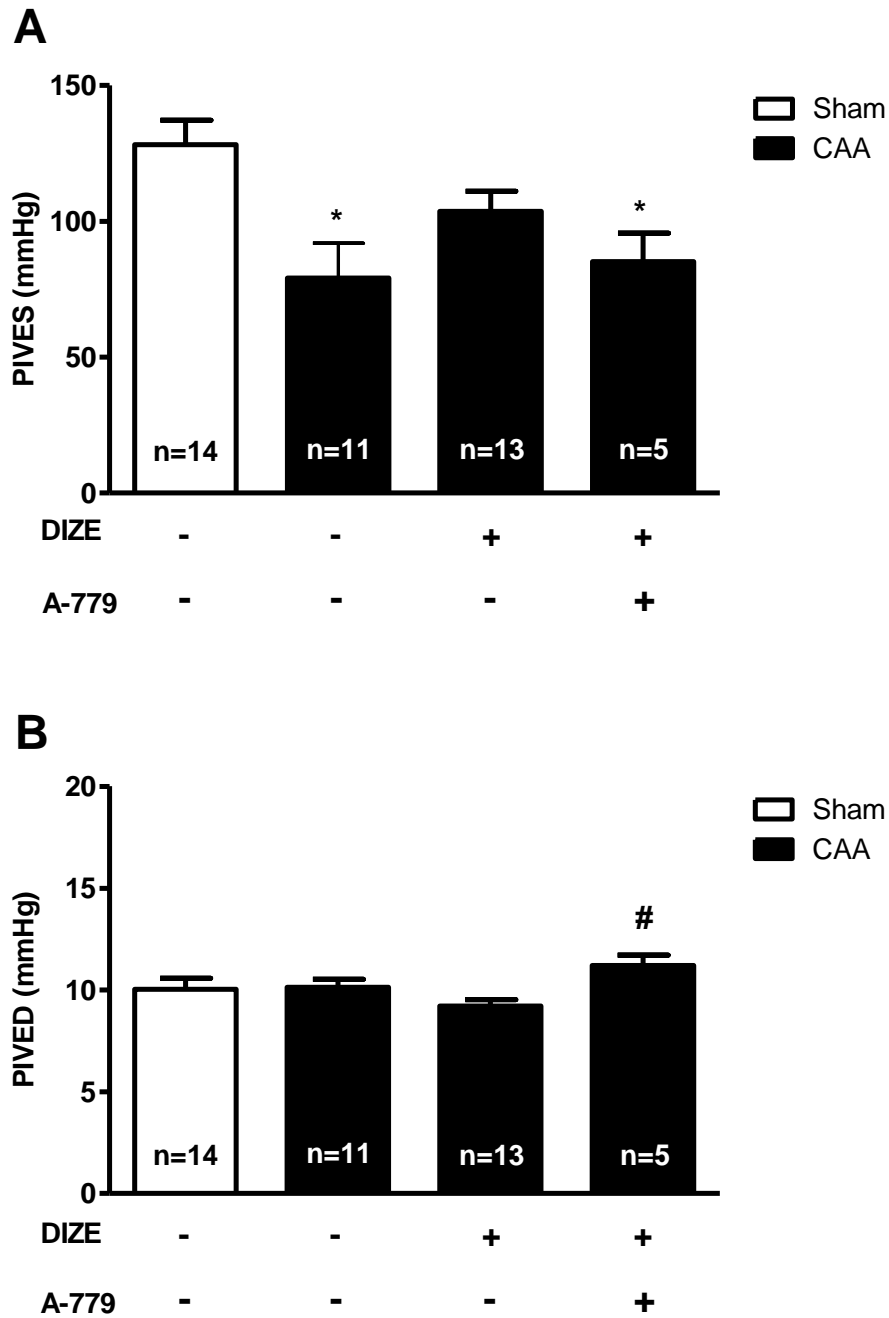 A
150
Sham
CAA
*
*
100
PIVES (mmHg)
50
n=14 n=11 n=13 n=5
0
DIZE - - + +
A-779 - - - +
B
20
Sham
CAA
15
#
PIVED (mmHg)
10
5
n=14 n=11 n=13 n=5
0
DIZE - - + +
A-779 - - - +